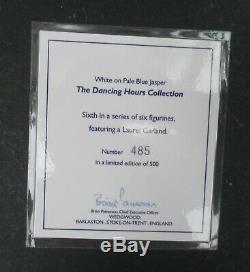 White on Pale Blue Jasper
The Dancing Hours Collection
Sixth in a series of six figurines,
featuring a Laurel Garland.
Number 485
in a limited edition of 500
Brian Patterson, Chief Executive Officer
WEDGWOOD
BARLASTON · STOKE-ON-TRENT · ENGLAND